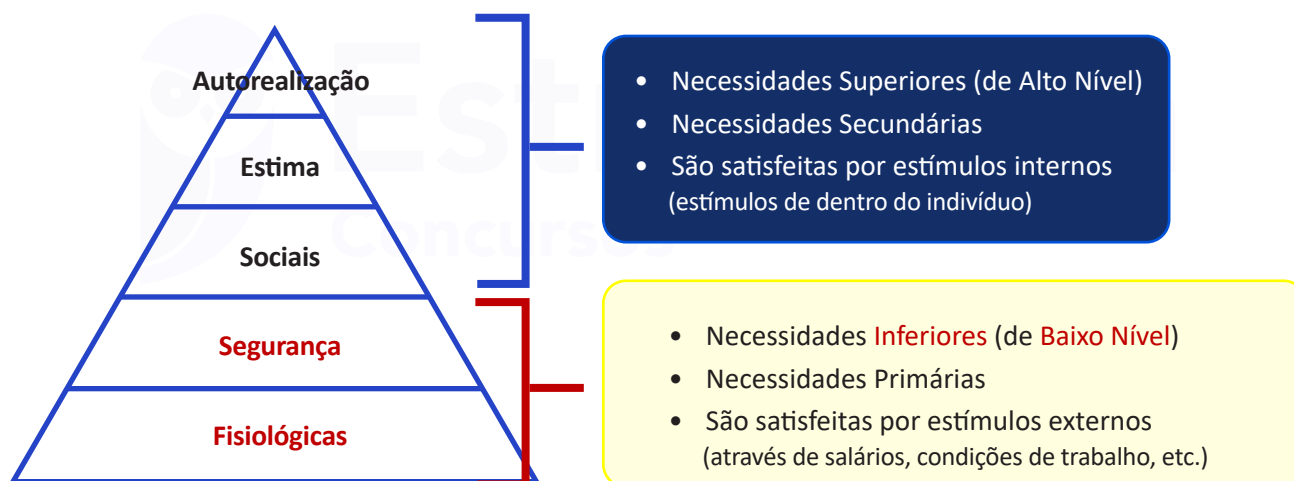 Autorealização
Estima
Sociais
Segurança
Fisiológicas
• Necessidades Superiores (de Alto Nível)
• Necessidades Secundárias
• São satisfeitas por estímulos internos
(estímulos de dentro do indivíduo)
• Necessidades Inferiores (de Baixo Nível)
• Necessidades Primárias
• São satisfeitas por estímulos externos
(através de salários, condições de trabalho, etc.)
Concursos